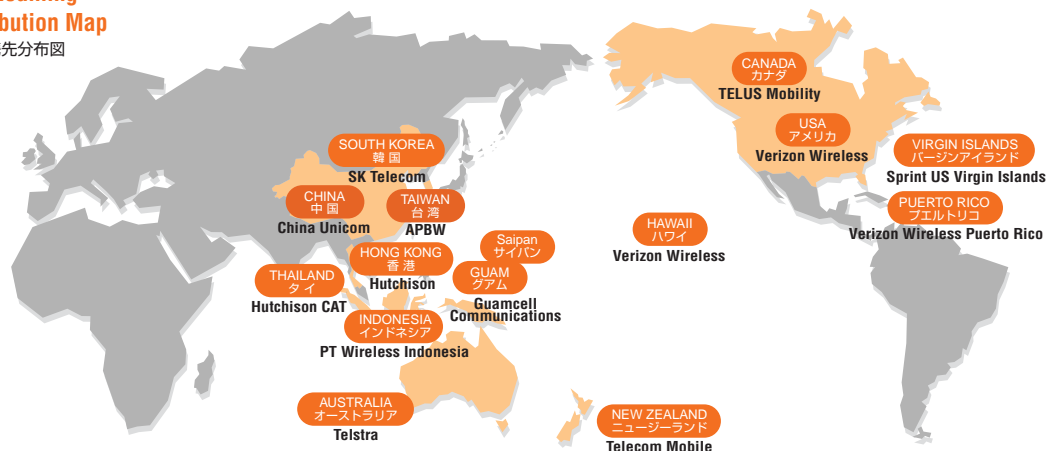 bution Map
先分布図
CANADA
カナダ
TELUS Mobility
USA
アメリカ
Verizon Wireless
VIRGIN ISLANDS
バージンアイランド
Sprint US Virgin Islands
PUERTO RICO
プエルトリコ
Verizon Wireless Puerto Rico
HAWAII
ハワイ
Verizon Wireless
SOUTH KOREA
韓 国
SK Telecom
CHINA
中 国
China Unicom
TAIWAN
台 湾
APBW
HONG KONG
香 港
Hutchison
Saipan
サイパン
GUAM
グアム
Guamcell
Communications
THAILAND
タ イ
Hutchison CAT
INDONESIA
インドネシア
PT Wireless Indonesia
AUSTRALIA
オーストラリア
Telstra
NEW ZEALAND
ニュージーランド
Telecom Mobile